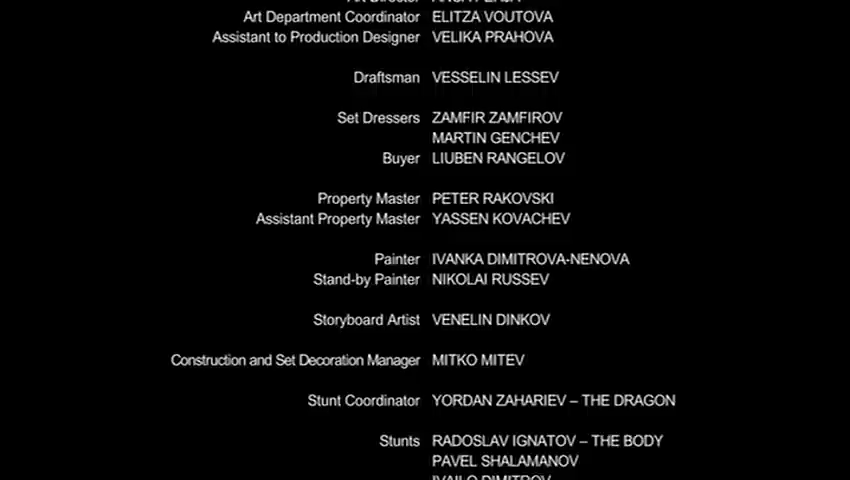 Art Department Coordinator ELITZA VOUTOVA
Assistant to Production Designer VELIKA PRAHOVA
Draftsman VESSELIN LESSEV
Set Dressers ZAMFIR ZAMFIROV
MARTIN GENCHEV
Buyer LIUBEN RANGELOV
Property Master PETER RAKOVSKI
Assistant Property Master YASSEN KOVACHEV
Painter IVANKA DIMITROVA-NENOVA
Stand-by Painter NIKOLAI RUSSEV
Storyboard Artist VENELIN DINKOV
Construction and Set Decoration Manager MITKO MITEV
Stunt Coordinator YORDAN ZAHARIEV – THE DRAGON
Stunts RADOSLAV IGNATOV – THE BODY
PAVEL SHALAMANOV
IVAILO DIMITROV